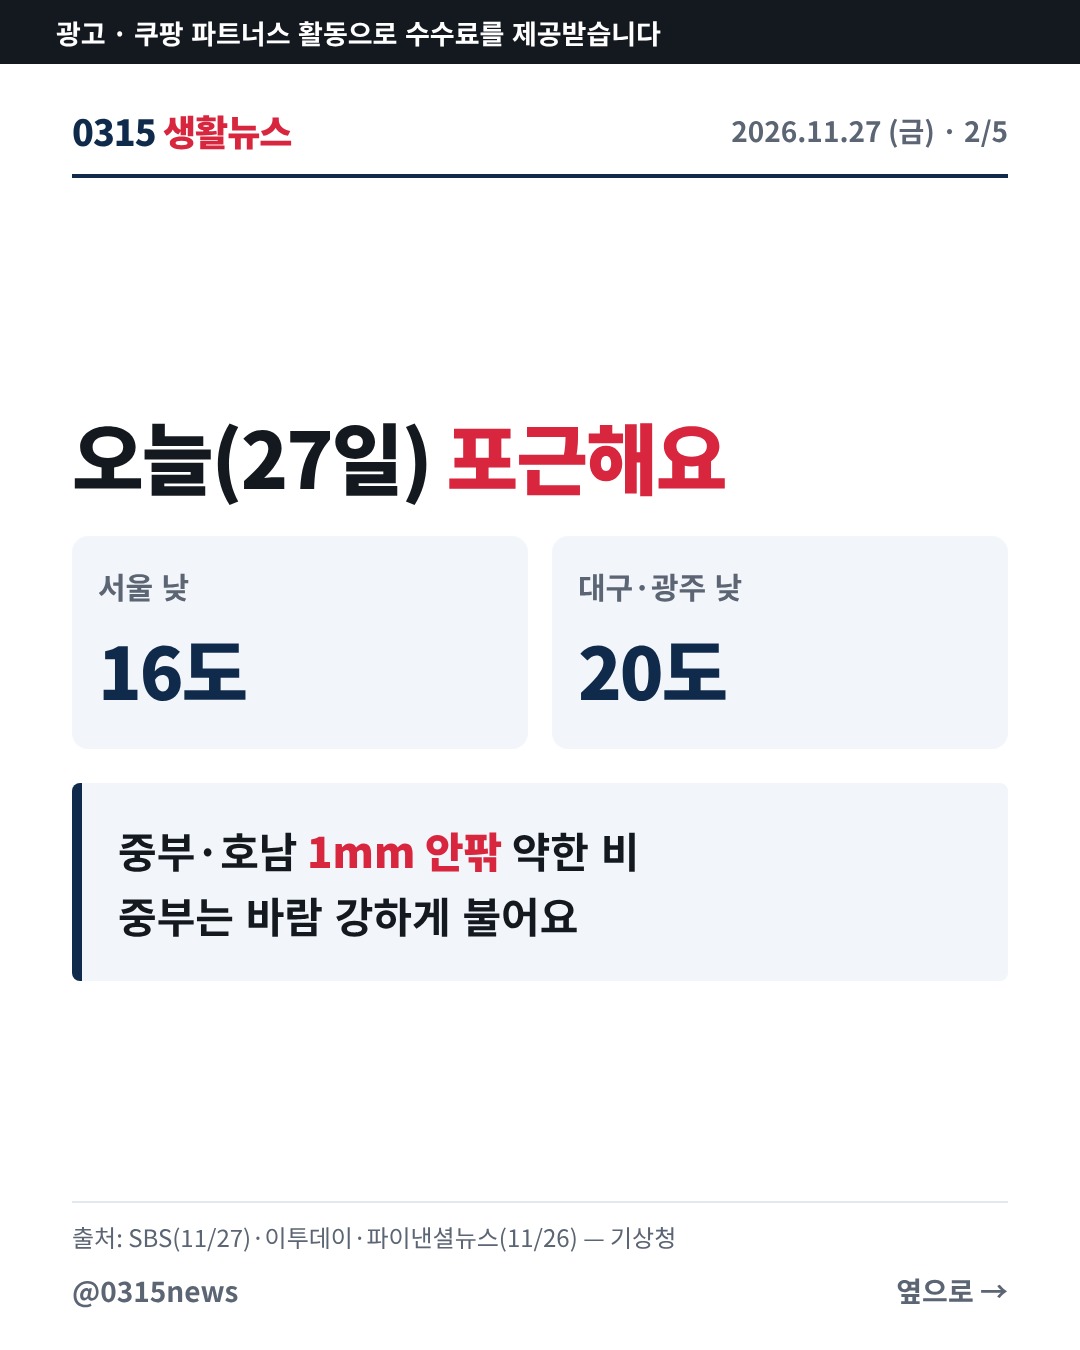 광고 · 쿠팡 파트너스 활동으로 수수료를 제공받습니다
0315 생활뉴스
2026.11.27 (금) · 2/5
오늘(27일) 포근해요
서울 낮
16도
대구·광주 낮
20도
중부·호남 1mm 안팎 약한 비
중부는 바람 강하게 불어요
출처: SBS(11/27)·이투데이·파이낸셜뉴스(11/26) — 기상청
@0315news
옆으로 →